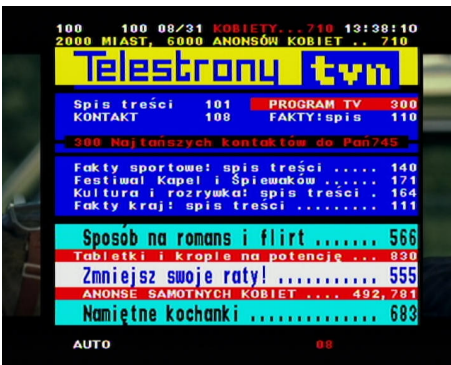 100 100 08/31 KOBIETY...710 13:38:10
2000 MIAST, 6000 ANONSÓW KOBIET .. 710
Telestrony tvn
Spis treści 101 PROGRAM TV 300
KONTAKT 108 FAKTY:spis 110
300 Najtańszych kontaktów do Pań745
Fakty sportowe: spis treści ..... 140
Festiwal Kapel i Śpiewaków ...... 171
Kultura i rozrywka: spis treści . 164
Fakty kraj: spis treści ......... 111
Sposób na romans i flirt ....... 566
Tabletki i krople na potencję ... 830
Zmniejsz swoje raty! ........... 555
ANONSE SAMOTNYCH KOBIET .... 492,781
Namiętne kochanki .............. 683
AUTO 08